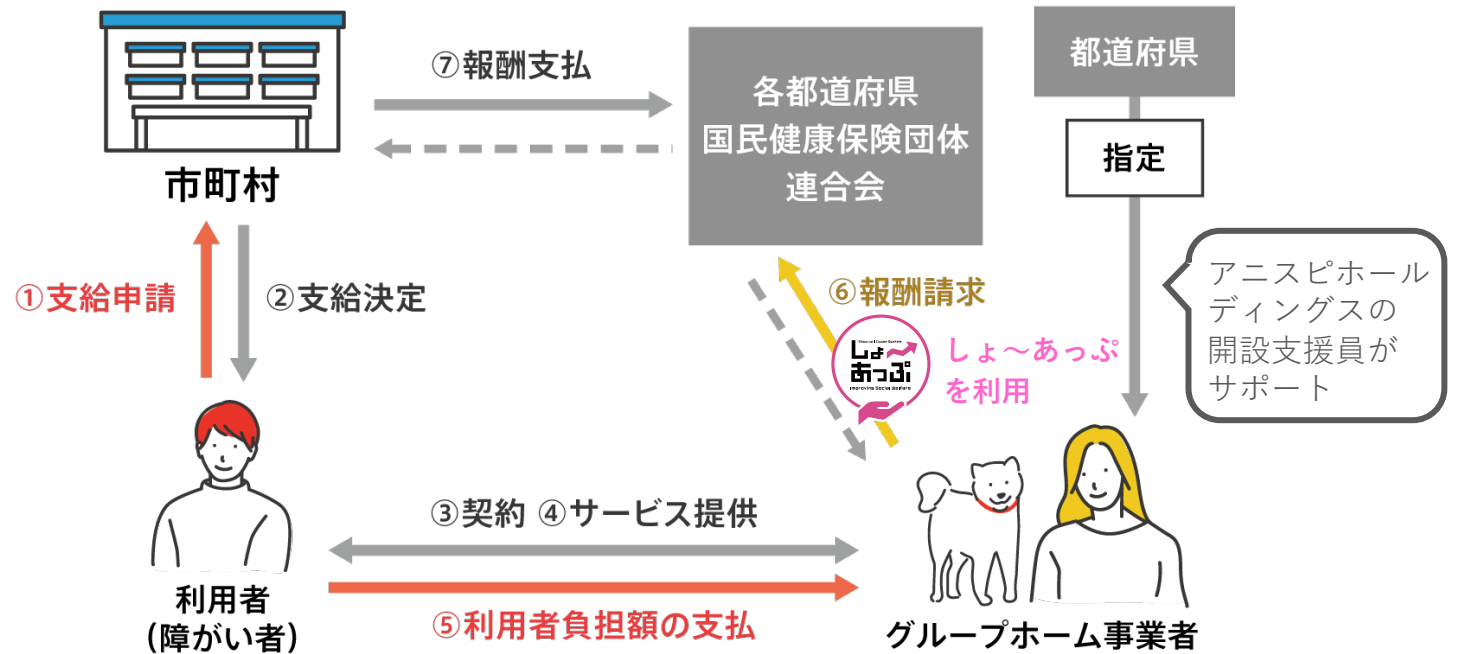 ⑦報酬支払
各都道府県
国民健康保険団体
連合会
都道府県
指定
市町村
①支給申請
②支給決定
⑥報酬請求
しょ
あっぷ
Improving Social Welfare
しょ～あっぷ
を利用
アニスピホール
ディングスの
開設支援員が
サポート
③契約 ④サービス提供
⑤利用者負担額の支払
利用者
(障がい者)
グループホーム事業者